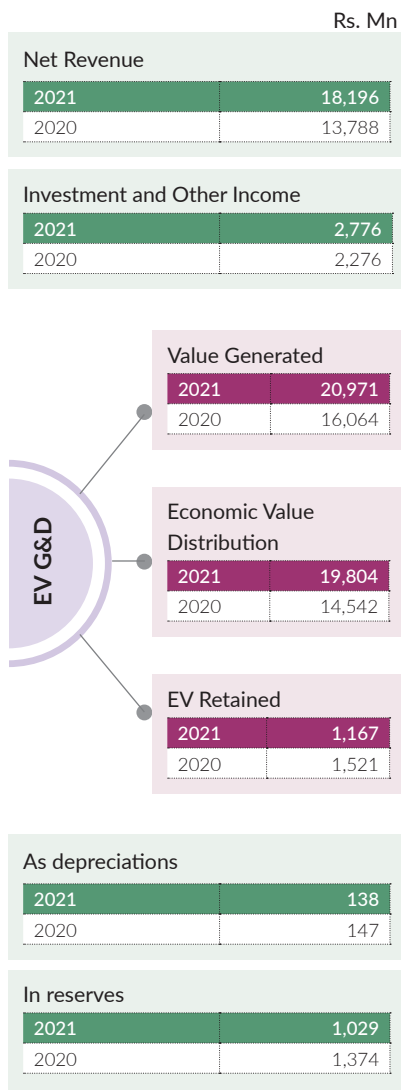 Rs. Mn
Net Revenue
2021 18,196
2020 13,788
Investment and Other Income
2021 2,776
2020 2,276
Value Generated
2021 20,971
2020 16,064
EV G&D
Economic Value
Distribution
2021 19,804
2020 14,542
EV Retained
2021 1,167
2020 1,521
As depreciations
2021 138
2020 147
In reserves
2021 1,029
2020 1,374